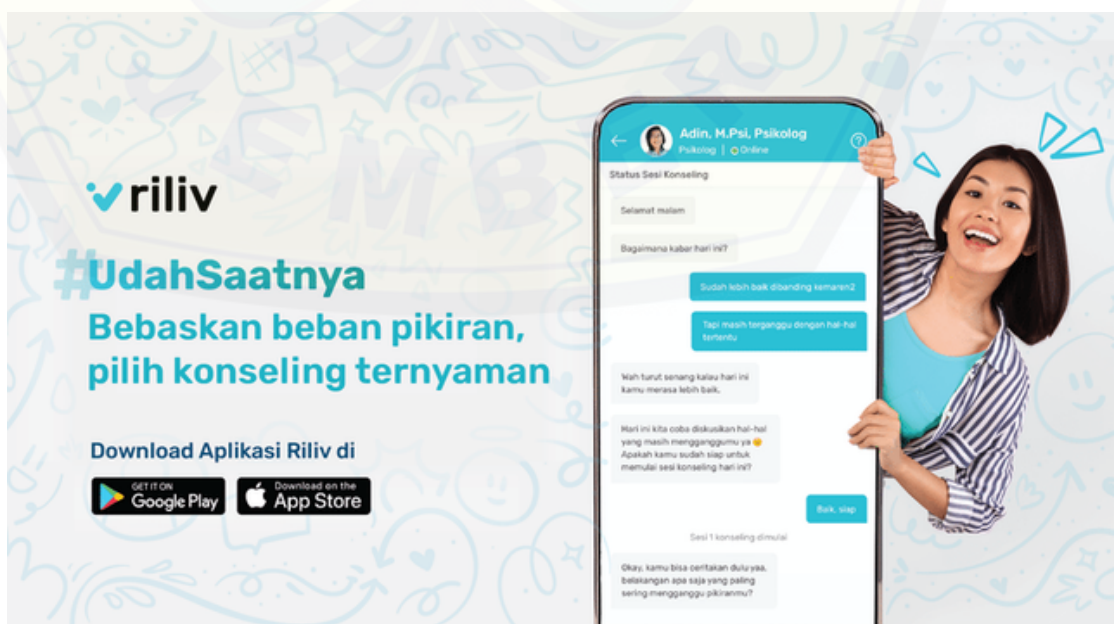 riliv
#UdahSaatnya
Bebaskan beban pikiran,
pilih konseling ternyaman
Download Aplikasi Riliv di
GET IT ON
Google Play
Download on the
App Store
Adin, M.Psi, Psikolog
Psikolog | Online
?
Status Sesi Konseling
Selamat malam
Bagaimana kabar hari ini?
Sudah lebih baik dibanding kemaren2
Tapi masih terganggu dengan hal-hal
tertentu
Wah turut senang kalau hari ini
kamu merasa lebih baik.
Hari ini kita coba diskusikan hal-hal
yang masih mengganggumu ya 😊
Apakah kamu sudah siap untuk
memulai sesi konseling hari ini?
Baik, siap
Sesi 1 konseling dimulai
Okay, kamu bisa ceritakan dulu yaa,
belakangan apa saja yang paling
sering mengganggu pikiranmu?